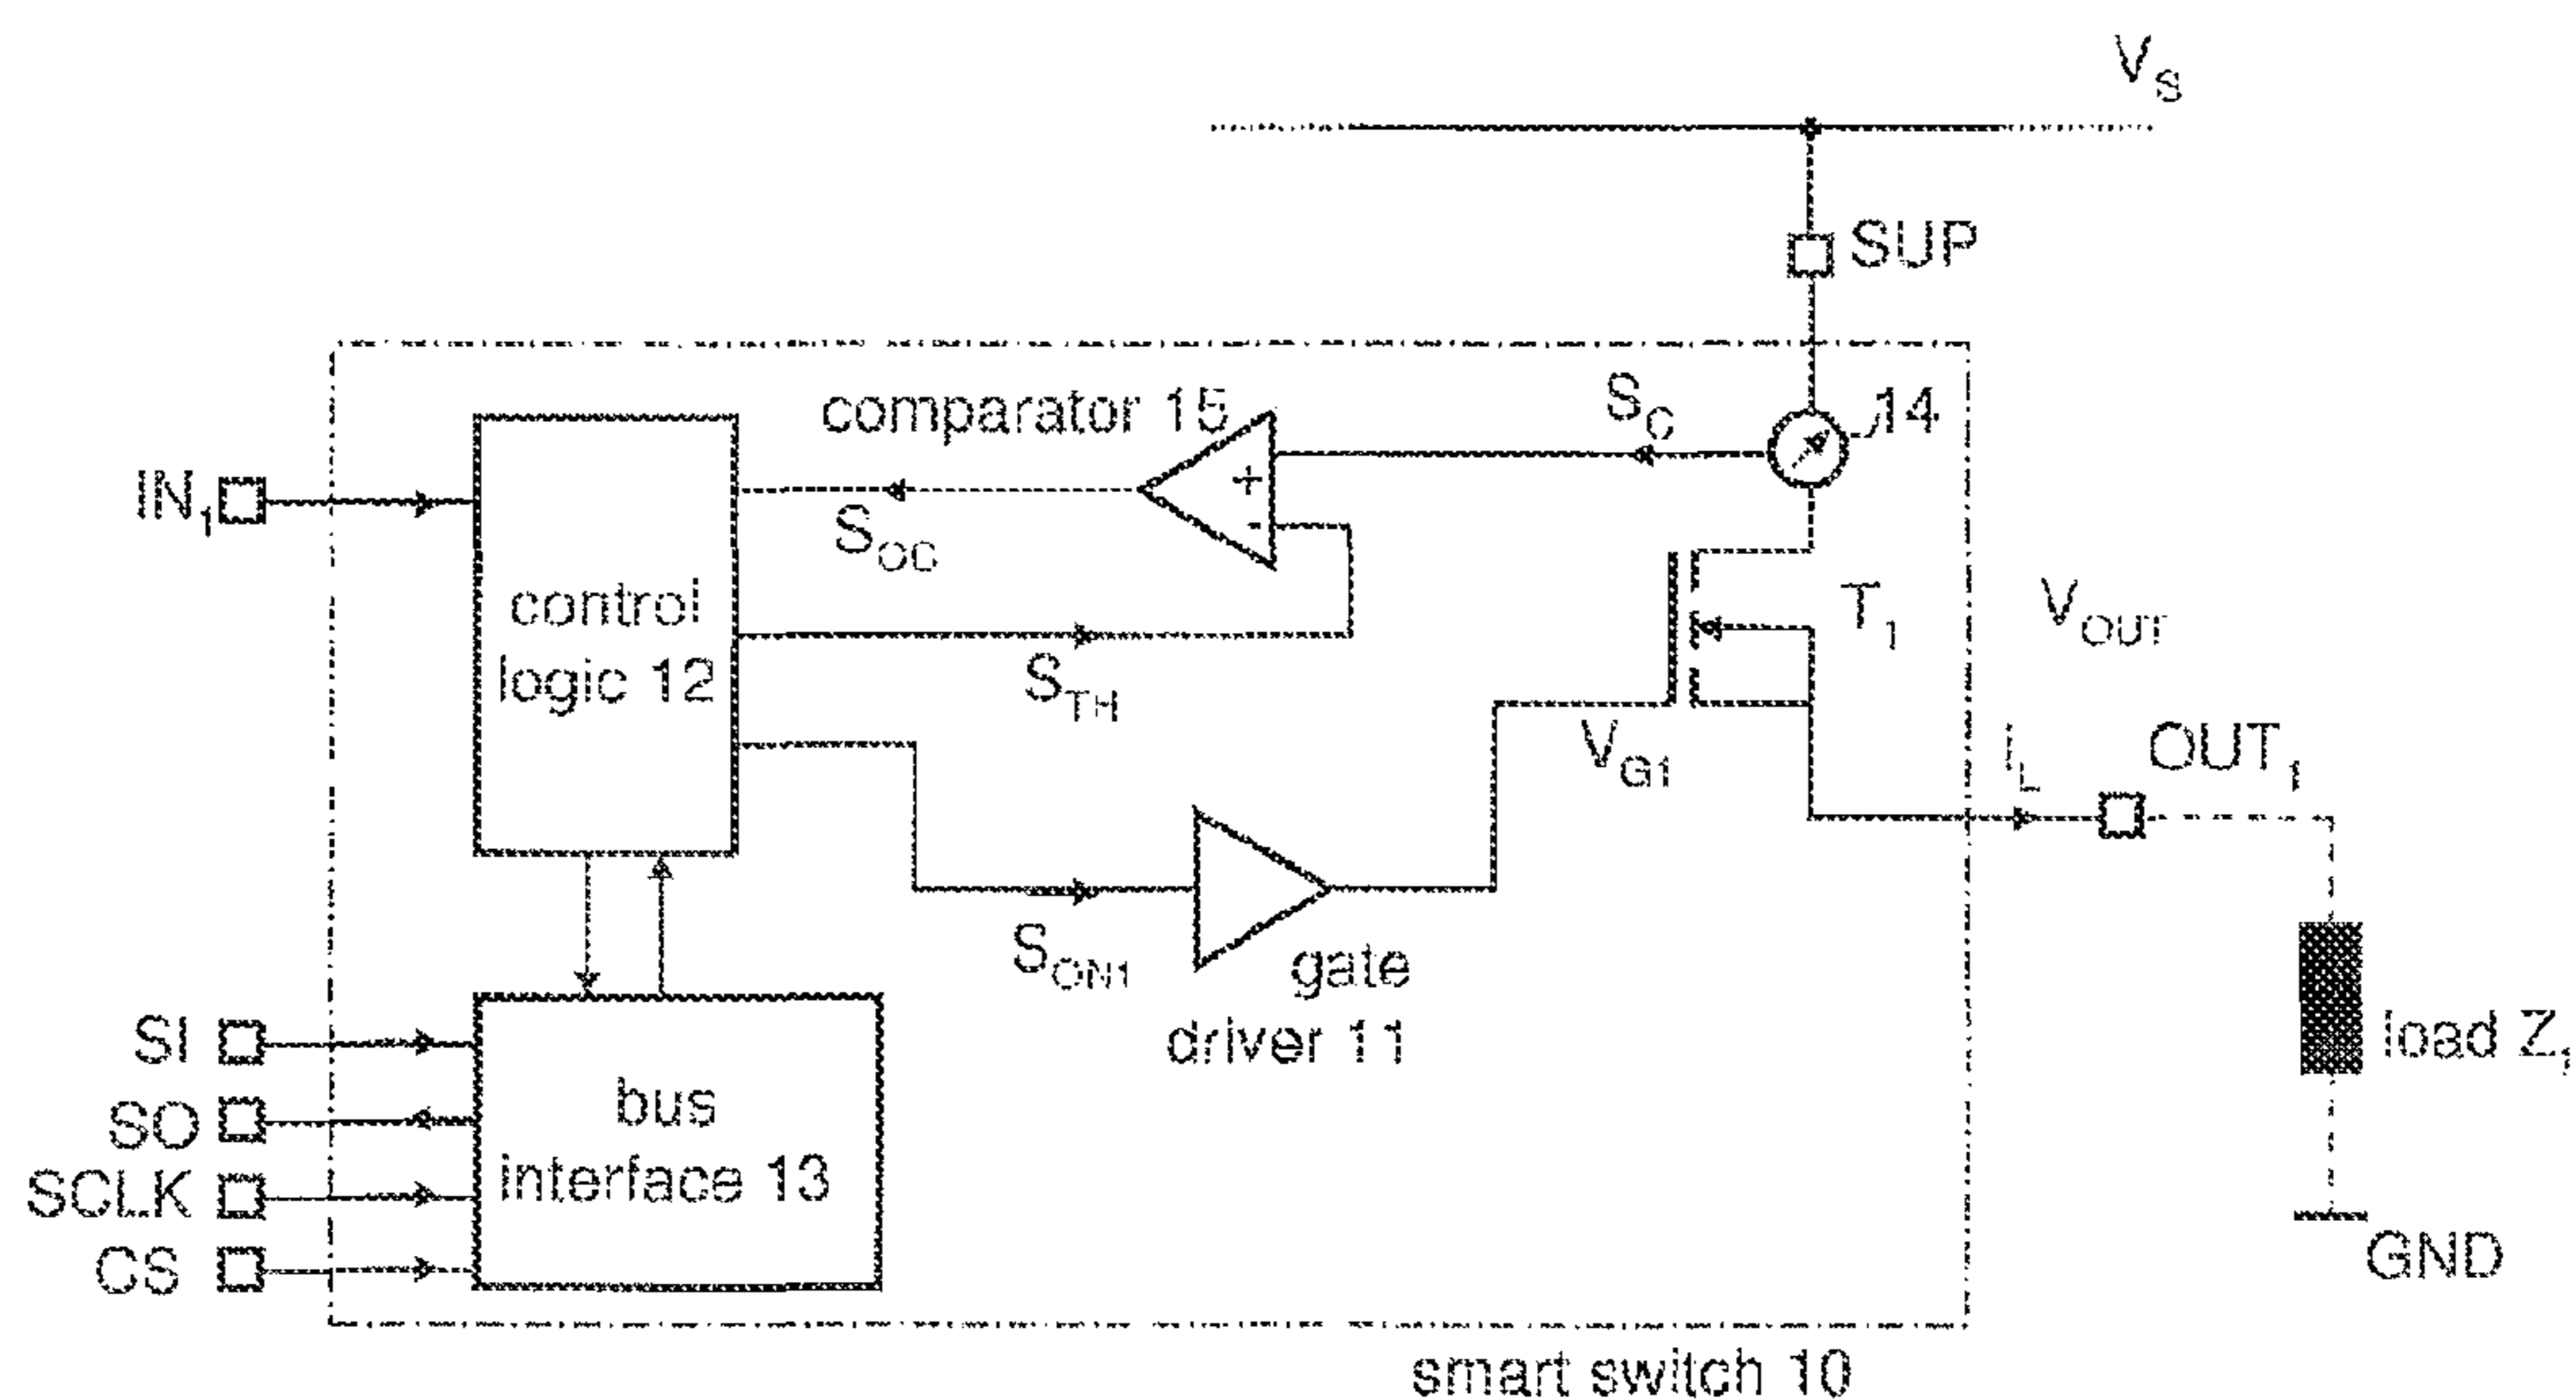 V_S
SUP
comparator 15
S_C
14
IN_1
+
-
S_OC
control
logic 12
T_1
V_OUT
S_TH
V_G1
I_L
OUT_1
S_ON1
gate
driver 11
SI
SO
SCLK
CS
bus
interface 13
load Z_1
GND
smart switch 10